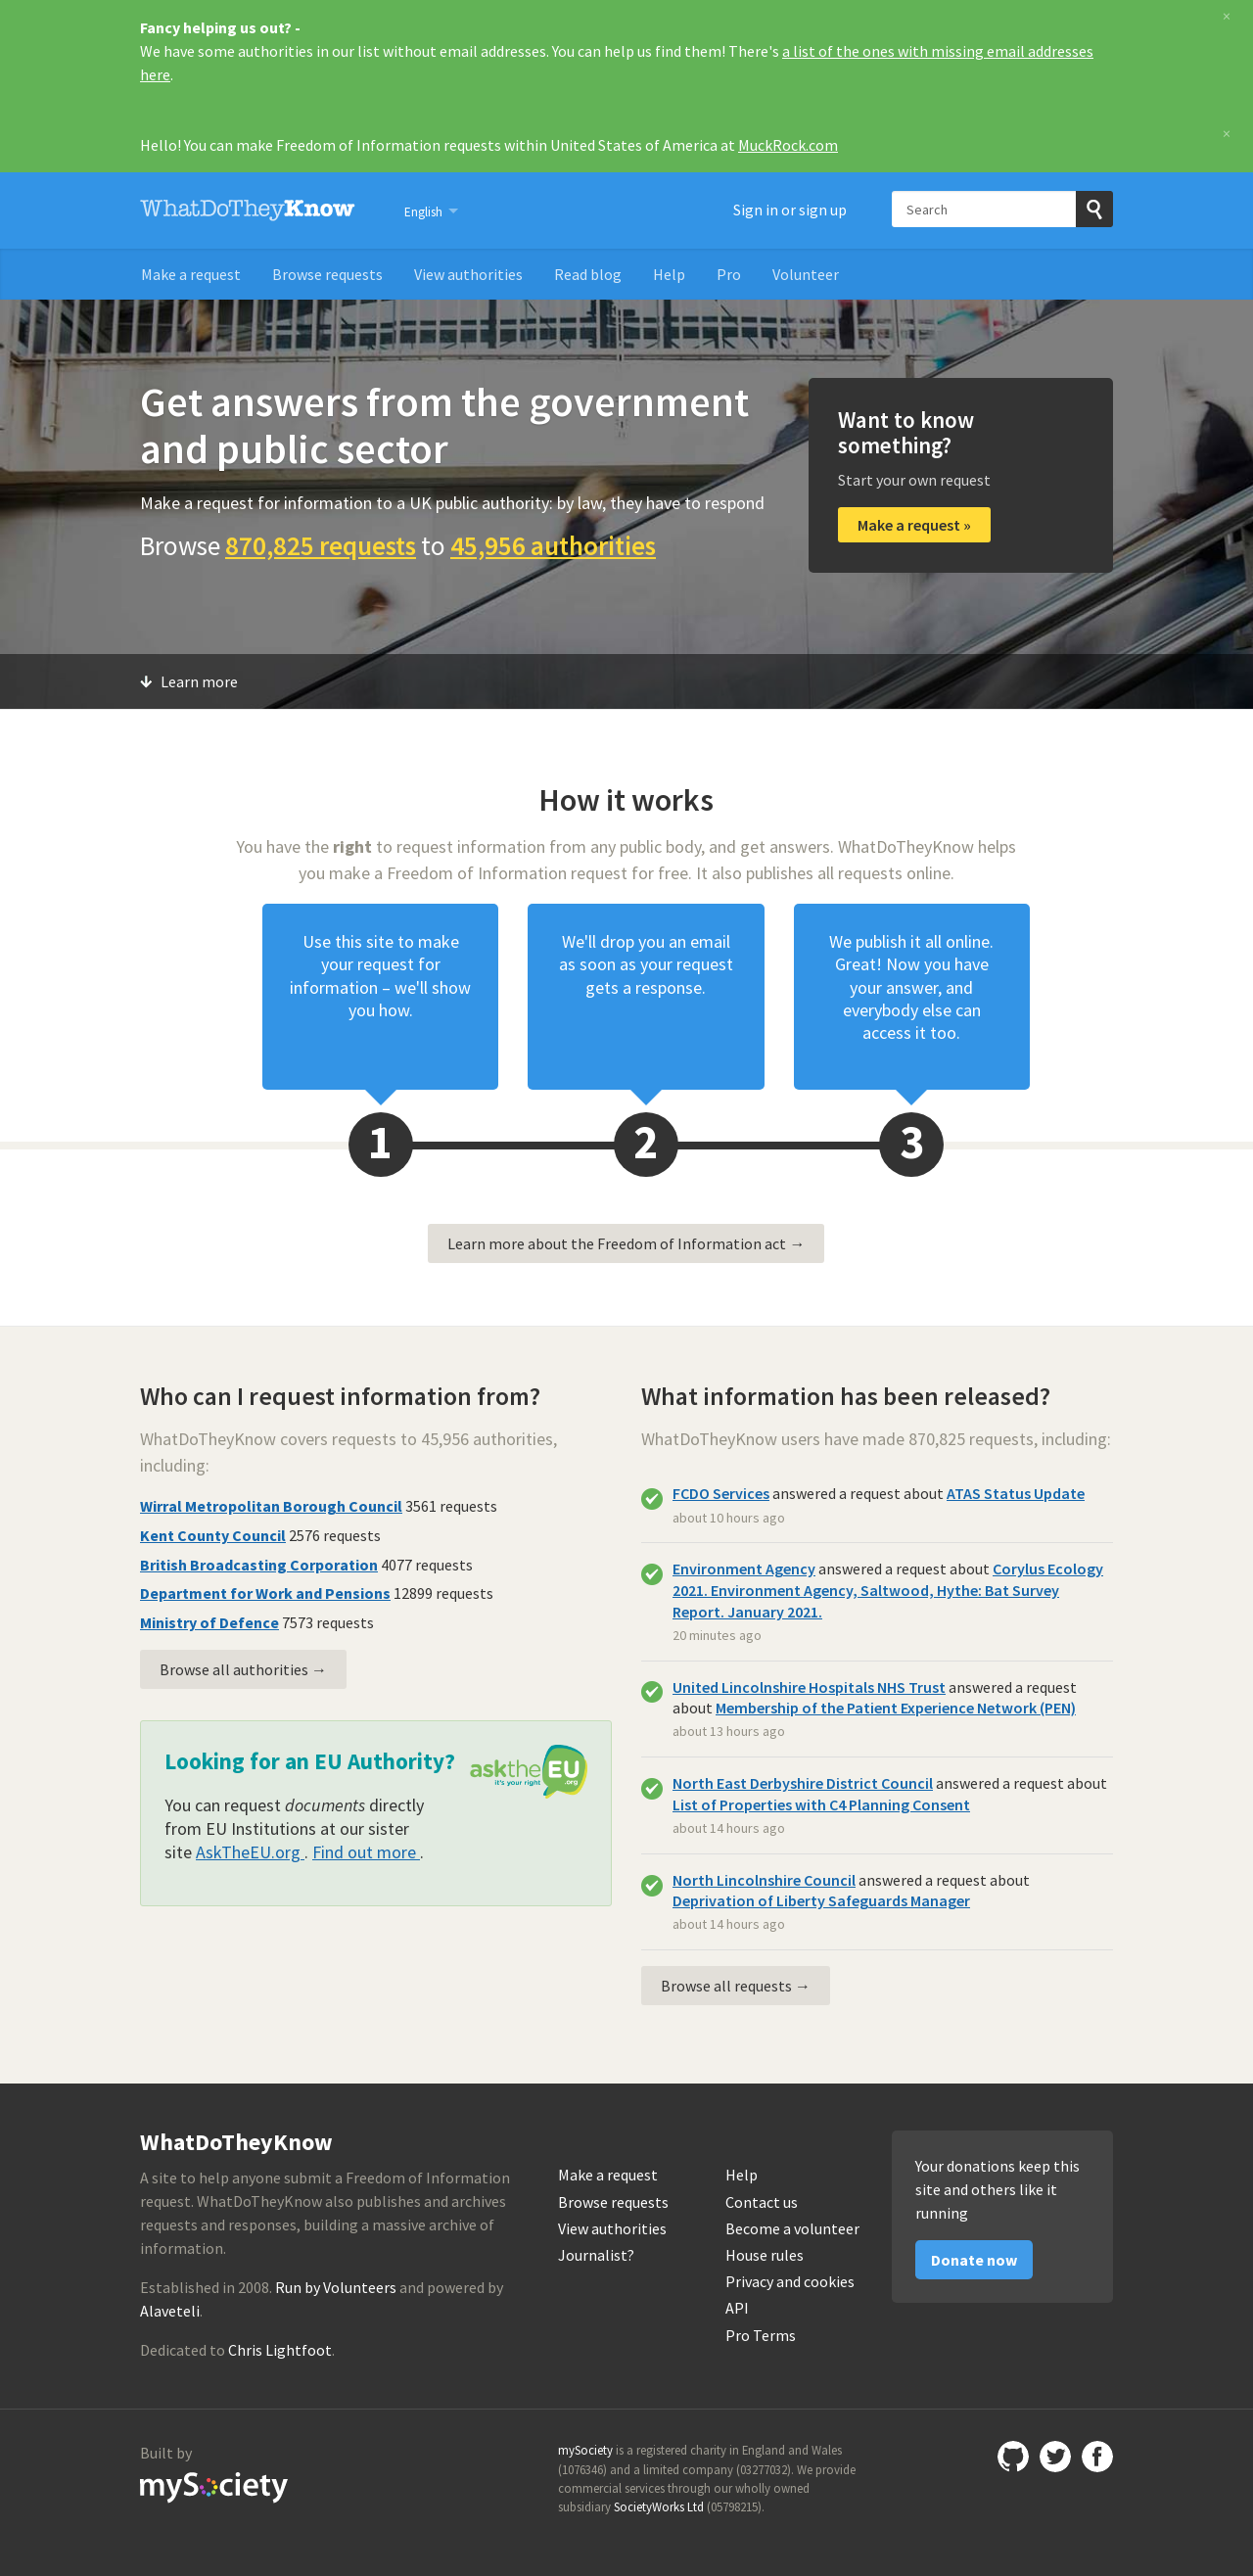 Fancy helping us out? -
We have some authorities in our list without email addresses. You can help us find them! There's a list of the ones with missing email addresses
here.
×
Hello! You can make Freedom of Information requests within United States of America at MuckRock.com
×
WhatDoTheyKnow
English
Sign in or sign up
Search
Make a request
Browse requests
View authorities
Read blog
Help
Pro
Volunteer
Get answers from the government
and public sector
Make a request for information to a UK public authority: by law, they have to respond
Browse 870,825 requests to 45,956 authorities
Want to know
something?
Start your own request
Make a request »
Learn more
How it works
You have the right to request information from any public body, and get answers. WhatDoTheyKnow helps
you make a Freedom of Information request for free. It also publishes all requests online.
Use this site to make
your request for
information – we'll show
you how.
We'll drop you an email
as soon as your request
gets a response.
We publish it all online.
Great! Now you have
your answer, and
everybody else can
access it too.
1
2
3
Learn more about the Freedom of Information act →
Who can I request information from?
WhatDoTheyKnow covers requests to 45,956 authorities,
including:
Wirral Metropolitan Borough Council 3561 requests
Kent County Council 2576 requests
British Broadcasting Corporation 4077 requests
Department for Work and Pensions 12899 requests
Ministry of Defence 7573 requests
Browse all authorities →
Looking for an EU Authority?
asktheEU
it's your right
.org
You can request documents directly
from EU Institutions at our sister
site AskTheEU.org . Find out more .
What information has been released?
WhatDoTheyKnow users have made 870,825 requests, including:
FCDO Services answered a request about ATAS Status Update
about 10 hours ago
Environment Agency answered a request about Corylus Ecology
2021. Environment Agency, Saltwood, Hythe: Bat Survey
Report. January 2021.
20 minutes ago
United Lincolnshire Hospitals NHS Trust answered a request
about Membership of the Patient Experience Network (PEN)
about 13 hours ago
North East Derbyshire District Council answered a request about
List of Properties with C4 Planning Consent
about 14 hours ago
North Lincolnshire Council answered a request about
Deprivation of Liberty Safeguards Manager
about 14 hours ago
Browse all requests →
WhatDoTheyKnow
A site to help anyone submit a Freedom of Information
request. WhatDoTheyKnow also publishes and archives
requests and responses, building a massive archive of
information.
Established in 2008. Run by Volunteers and powered by
Alaveteli.
Dedicated to Chris Lightfoot.
Make a request
Browse requests
View authorities
Journalist?
Help
Contact us
Become a volunteer
House rules
Privacy and cookies
API
Pro Terms
Your donations keep this
site and others like it
running
Donate now
Built by
mySociety
mySociety is a registered charity in England and Wales
(1076346) and a limited company (03277032). We provide
commercial services through our wholly owned
subsidiary SocietyWorks Ltd (05798215).